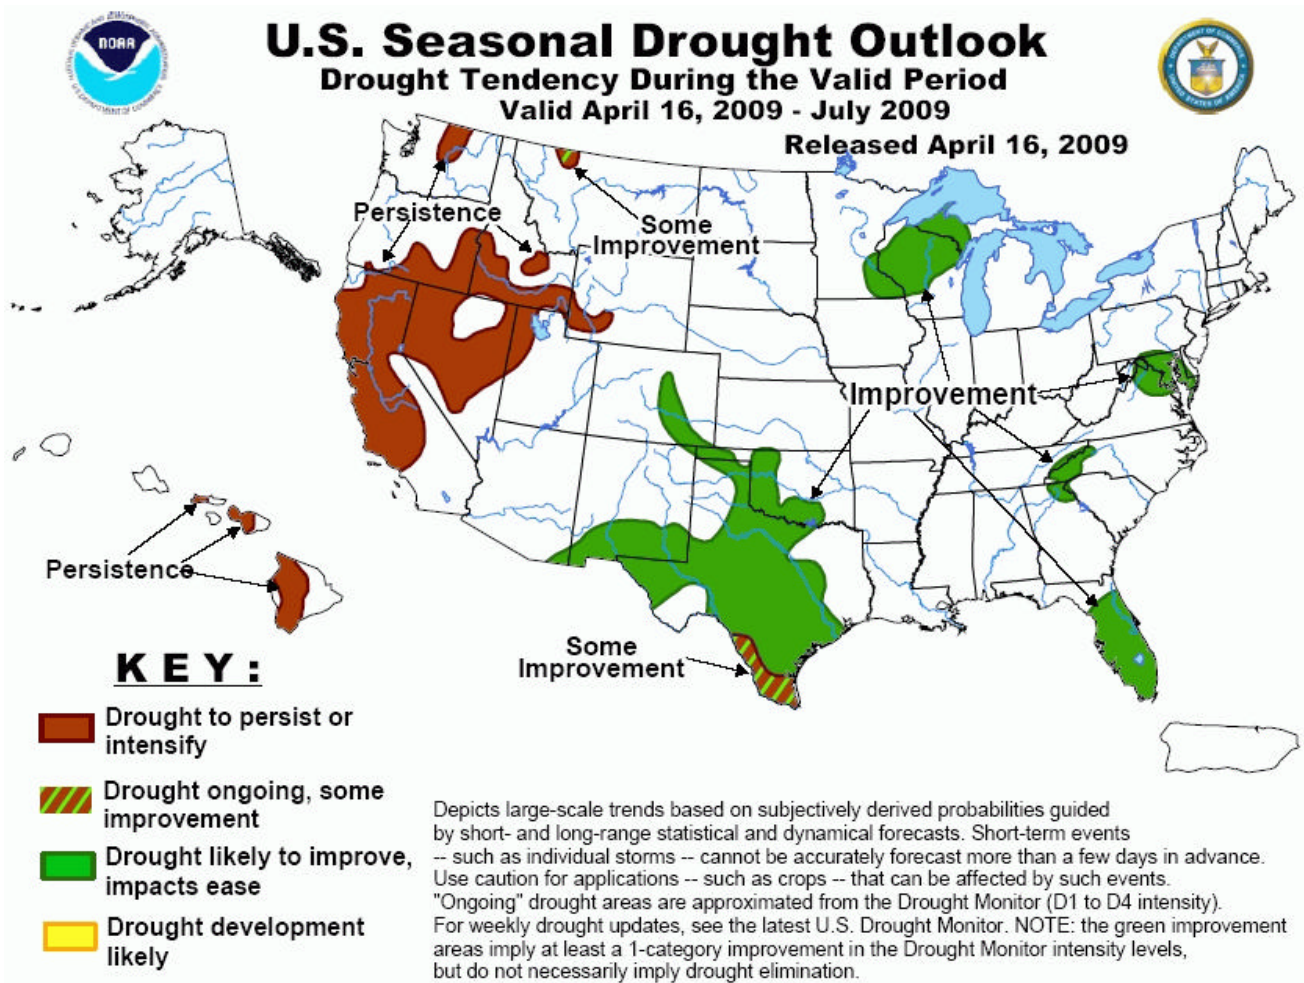 NOAA
U.S. Seasonal Drought Outlook
Drought Tendency During the Valid Period
Valid April 16, 2009 - July 2009
Released April 16, 2009
DEPARTMENT OF COMMERCE
UNITED STATES OF AMERICA
Persistence
Some
Improvement
Improvement
Persistence
Some
Improvement
KEY:
Drought to persist or
intensify
Drought ongoing, some
improvement
Drought likely to improve,
impacts ease
Drought development
likely
Depicts large-scale trends based on subjectively derived probabilities guided
by short- and long-range statistical and dynamical forecasts. Short-term events
-- such as individual storms -- cannot be accurately forecast more than a few days in advance.
Use caution for applications -- such as crops -- that can be affected by such events.
"Ongoing" drought areas are approximated from the Drought Monitor (D1 to D4 intensity).
For weekly drought updates, see the latest U.S. Drought Monitor. NOTE: the green improvement
areas imply at least a 1-category improvement in the Drought Monitor intensity levels,
but do not necessarily imply drought elimination.